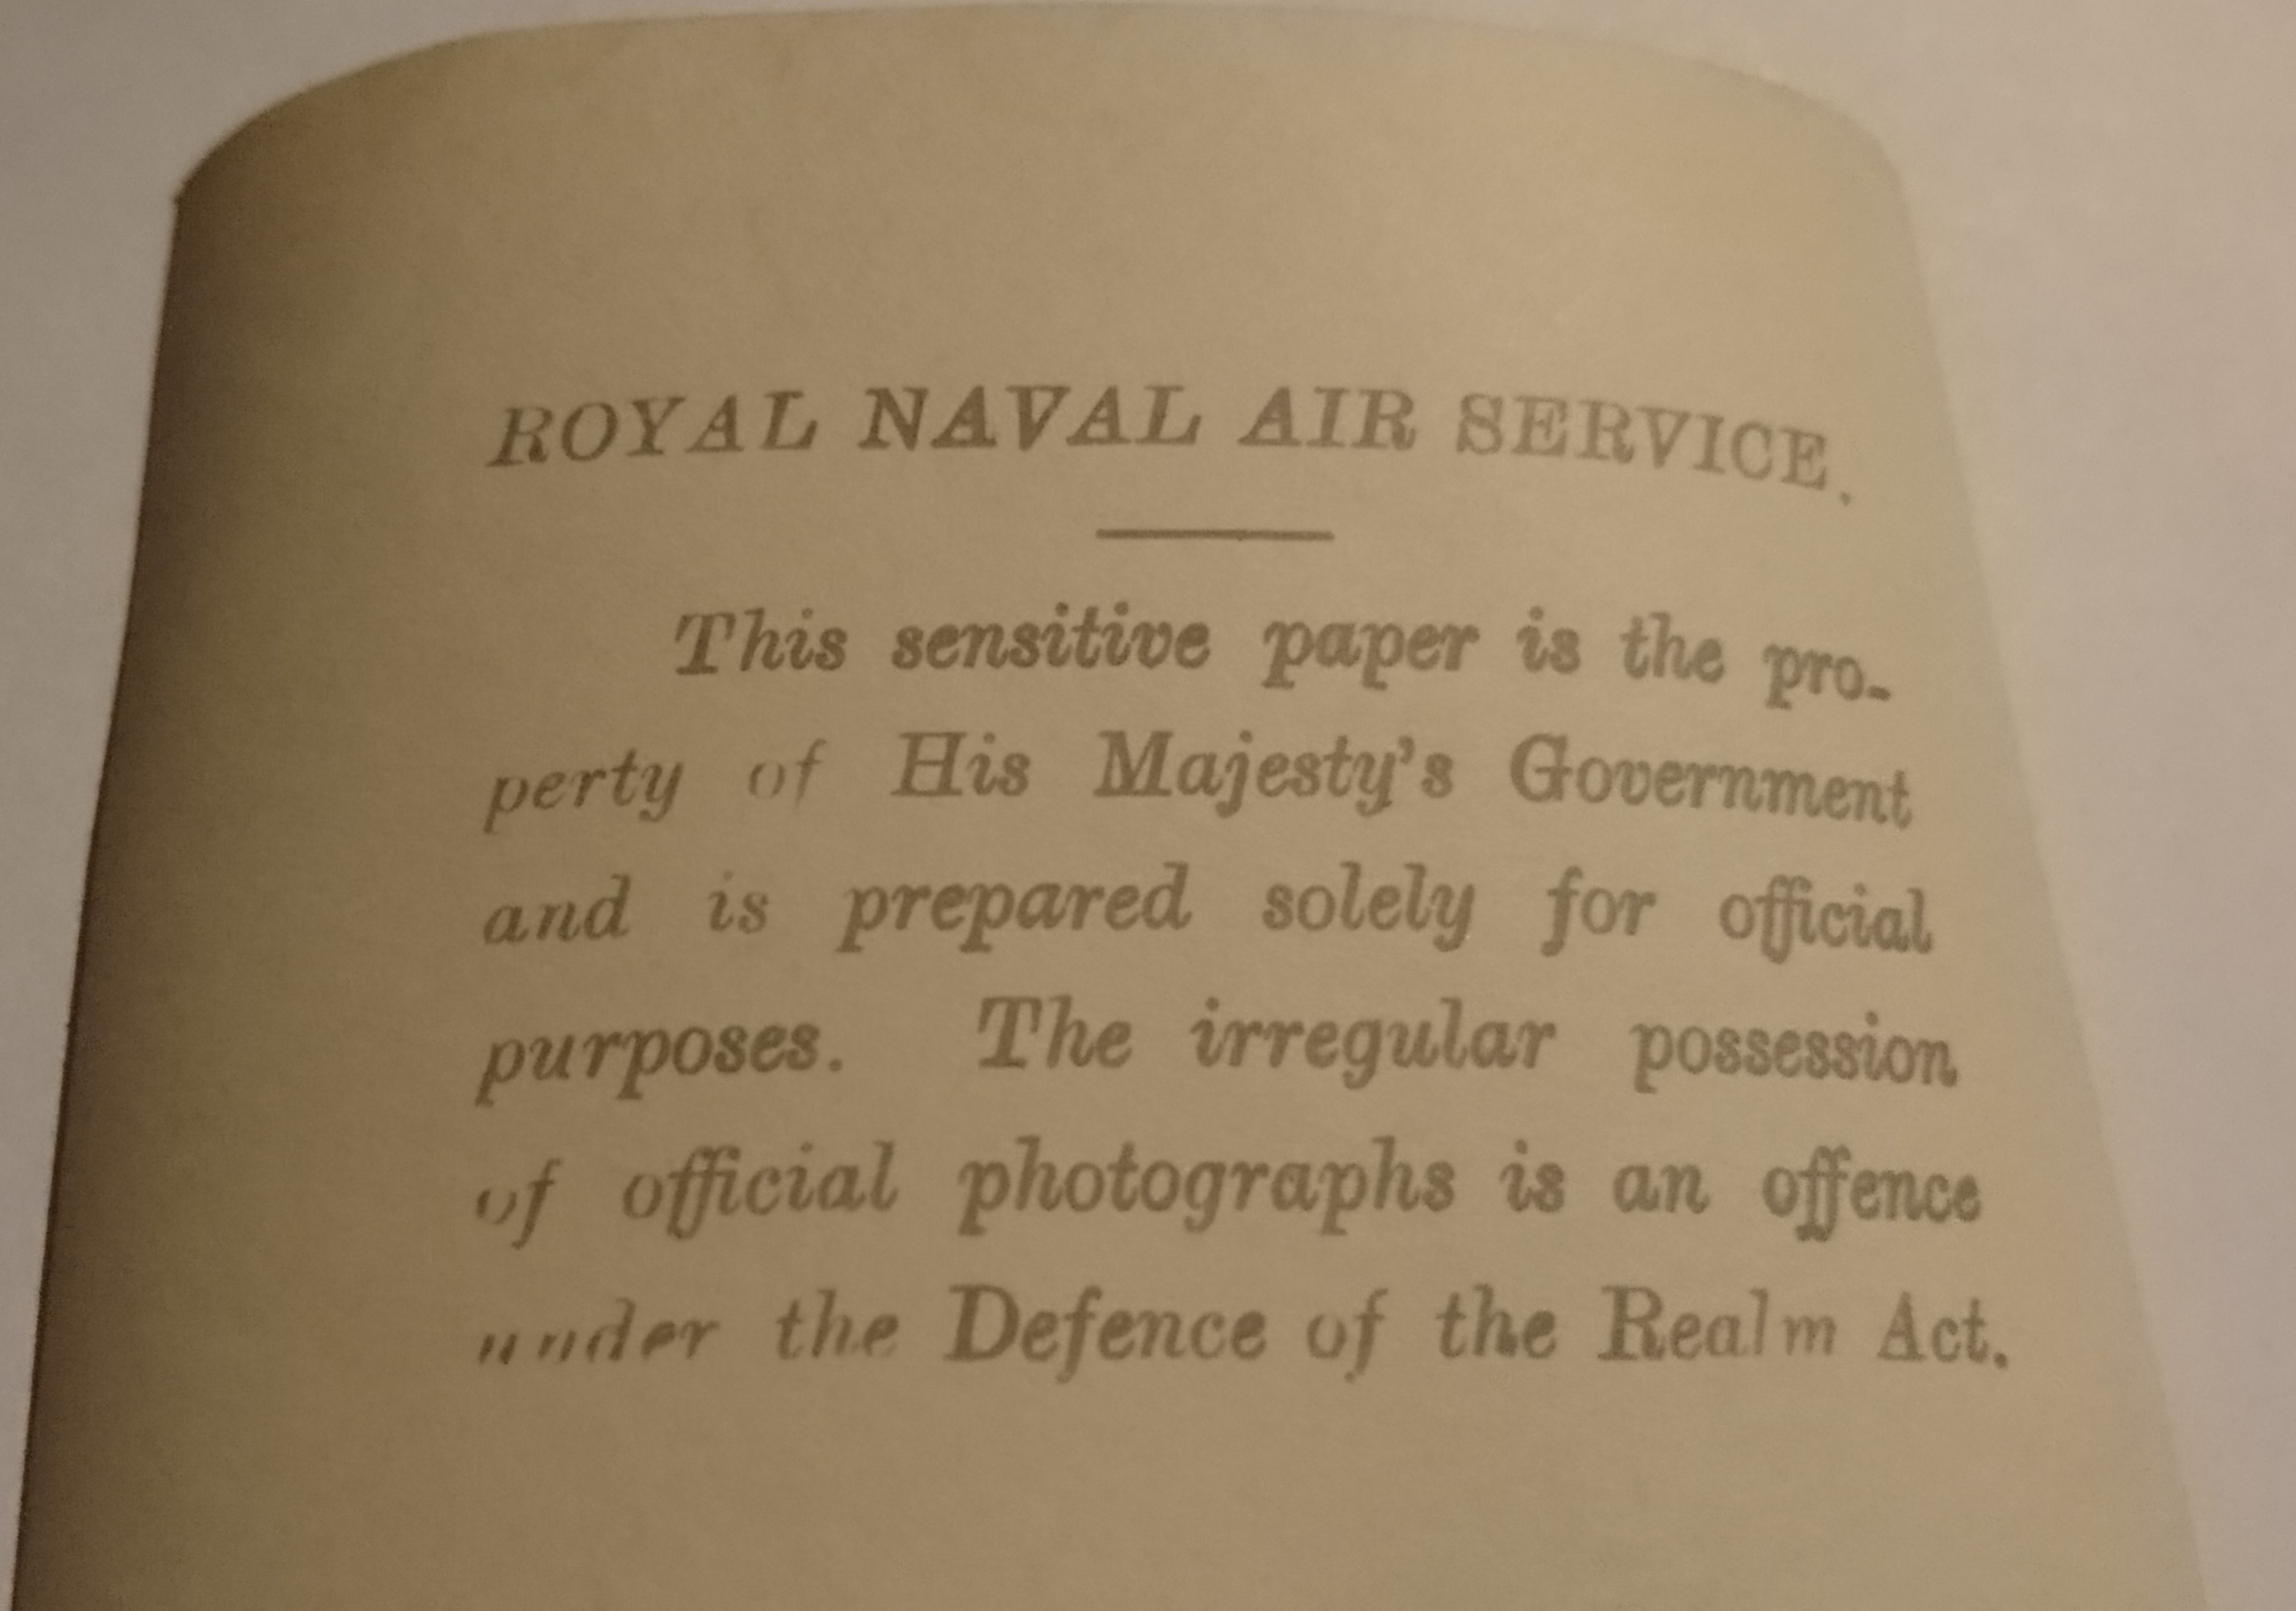 ROYAL NAVAL AIR SERVICE.
This sensitive paper is the pro-
perty of His Majesty's Government
and is prepared solely for official
purposes. The irregular possession
of official photographs is an offence
under the Defence of the Realm Act.